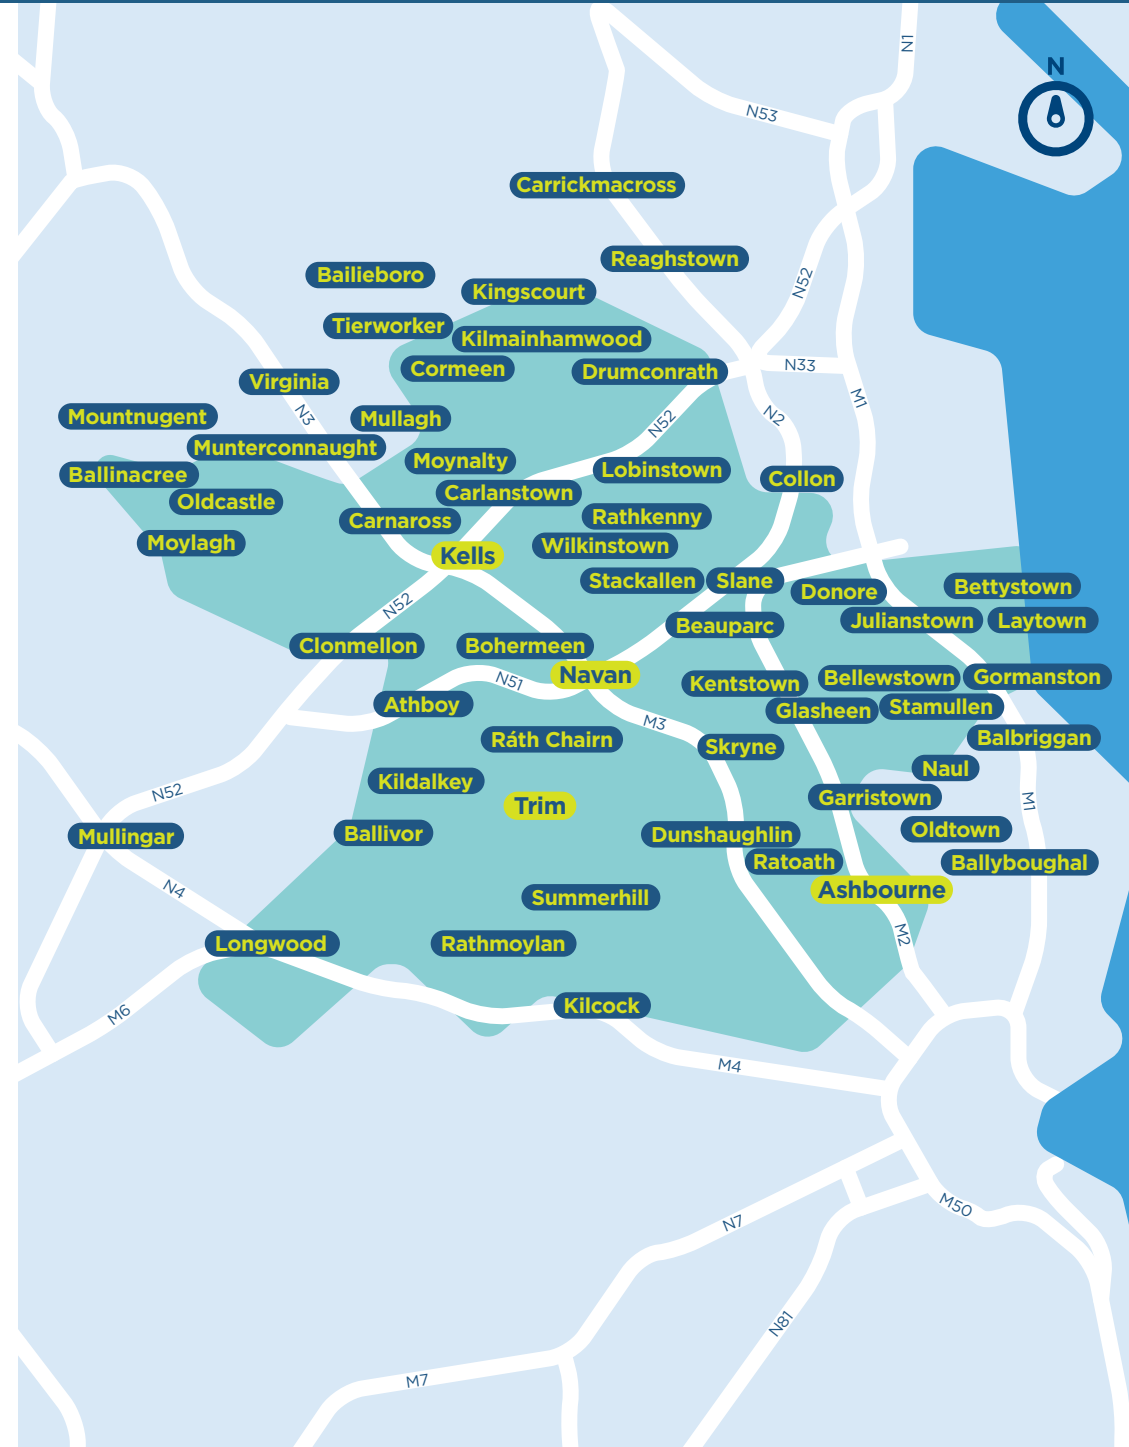 N1
N
N53
Carrickmacross
Reaghstown
Bailieboro
N52
Kingscourt
Tierworker
Kilmainhamwood
Cormeen
Drumconrath
N33
Virginia
M1
N3
Mountnugent
Mullagh
N52
N2
Munterconnaught
Moynalty
Ballinacree
Lobinstown
Collon
Carlanstown
Oldcastle
Carnaross
Rathkenny
Moylagh
Wilkinstown
Kells
Stackallen
Slane
Donore
Bettystown
N52
Julianstown
Laytown
Beauparc
Clonmellon
Bohermeen
Navan
N51
Kentstown
Bellewstown
Gormanston
Athboy
Glasheen
Stamullen
M3
Ráth Chairn
Skryne
Balbriggan
Naul
Kildalkey
N52
Trim
Garristown
M1
Mullingar
Ballivor
Dunshaughlin
Oldtown
Ratoath
Ballyboughal
N4
Ashbourne
Summerhill
M2
Longwood
Rathmoylan
Kilcock
M6
M4
M50
N7
N81
M7